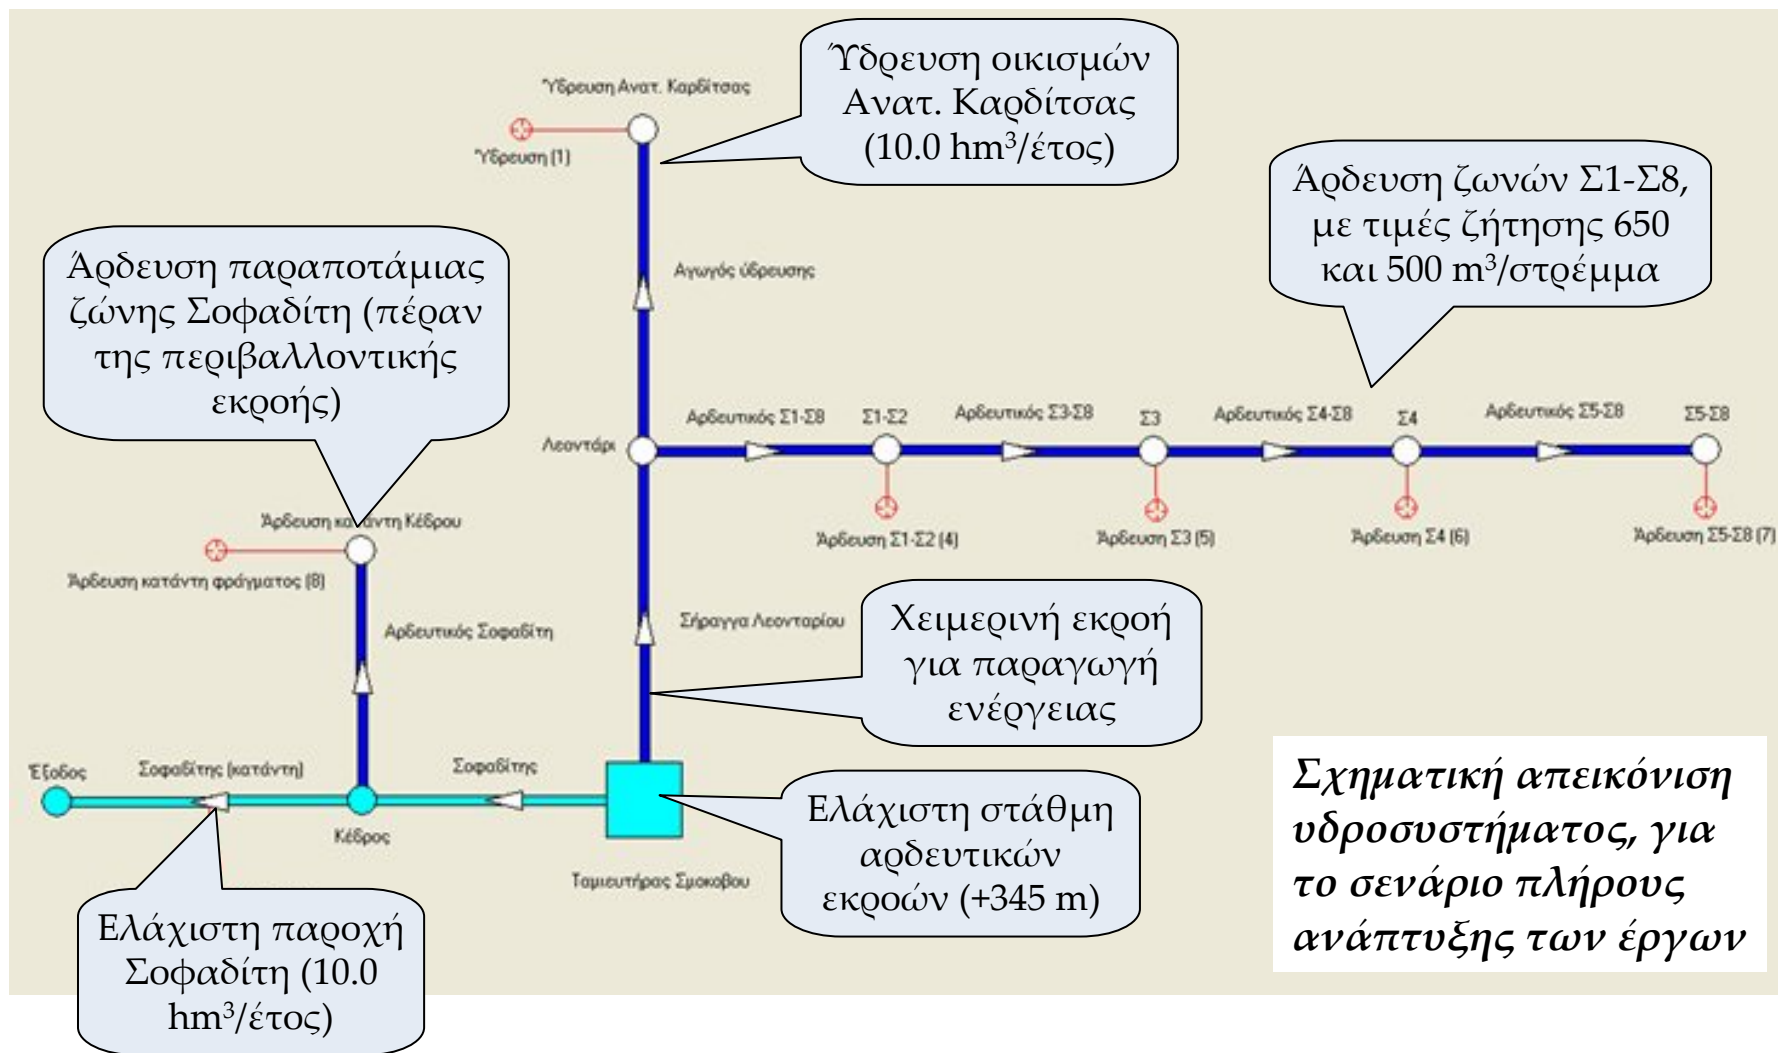 Ύδρευση οικισμών
Ανατ. Καρδίτσας
(10.0 hm³/έτος)
Ύδρευση Ανατ. Καρδίτσας
Ύδρευση (1)
Άρδευση ζωνών Σ1-Σ8,
με τιμές ζήτησης 650
και 500 m³/στρέμμα
Άρδευση παραποτάμιας
ζώνης Σοφαδίτη (πέραν
της περιβαλλοντικής
εκροής)
Αγωγός ύδρευσης
Λεοντάρι
Αρδευτικός Σ1-Σ8
Σ1-Σ2
Αρδευτικός Σ3-Σ8
Σ3
Αρδευτικός Σ4-Σ8
Σ4
Αρδευτικός Σ5-Σ8
Σ5-Σ8
Άρδευση Σ1-Σ2 (4)
Άρδευση Σ3 (5)
Άρδευση Σ4 (6)
Άρδευση Σ5-Σ8 (7)
Άρδευση κατάντη Κέδρου
Άρδευση κατάντη φράγματος (8)
Αρδευτικός Σοφαδίτη
Σήραγγα Λεονταρίου
Χειμερινή εκροή
για παραγωγή
ενέργειας
Έξοδος
Σοφαδίτης (κατάντη)
Σοφαδίτης
Κέδρος
Ταμιευτήρας Σμοκοβου
Ελάχιστη στάθμη
αρδευτικών
εκροών (+345 m)
Ελάχιστη παροχή
Σοφαδίτη (10.0
hm³/έτος)
Σχηματική απεικόνιση
υδροσυστήματος, για
το σενάριο πλήρους
ανάπτυξης των έργων